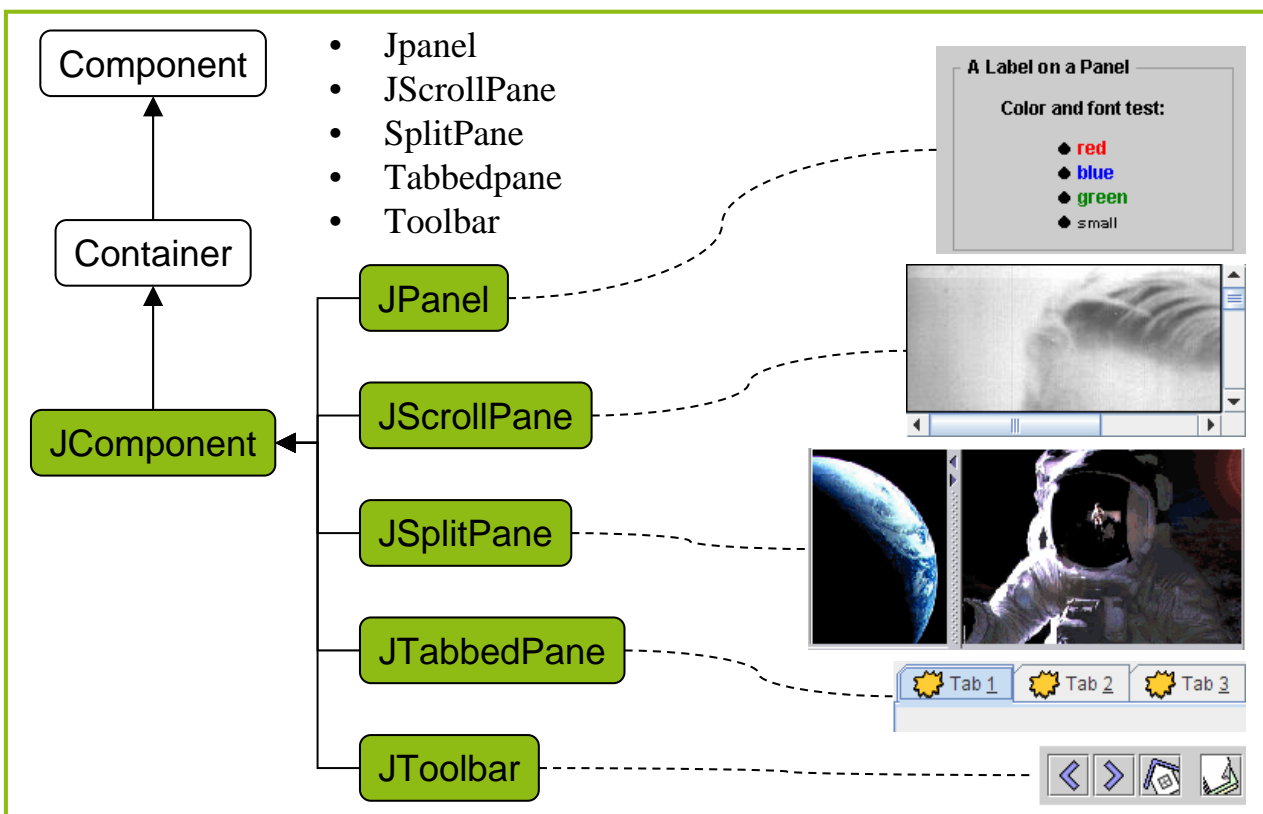 Component
Container
JComponent
• Jpanel
• JScrollPane
• SplitPane
• Tabbedpane
• Toolbar
JPanel
JScrollPane
JSplitPane
JTabbedPane
JToolbar
A Label on a Panel
Color and font test:
red
blue
green
small
Tab 1 Tab 2 Tab 3